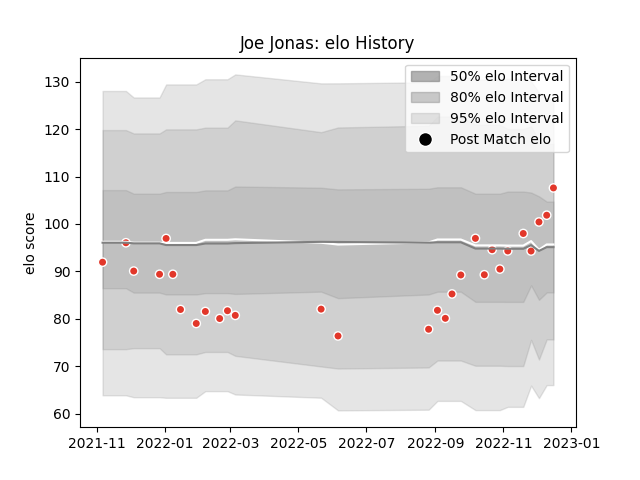 Joe Jonas: elo History
50% elo Interval
80% elo Interval
95% elo Interval
Post Match elo
elo score
130
120
110
100
90
80
70
60
2021-11
2022-01
2022-03
2022-05
2022-07
2022-09
2022-11
2023-01